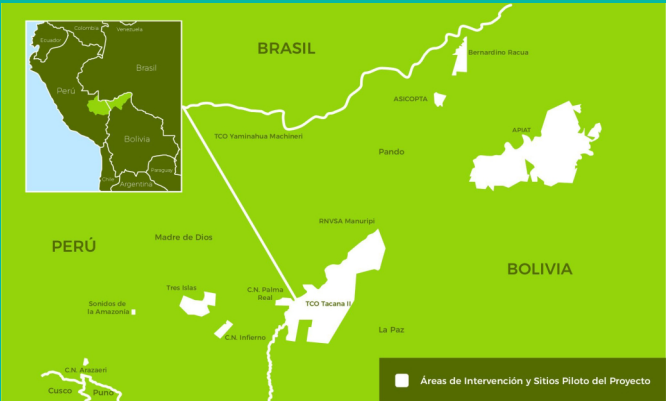 Colombia
Venezuela
Ecuador
Brasil
Perú
Bolivia
Paraguay
Chile
Argentina
BRASIL
Bernardino Racua
ASICOPTA
APIAT
TCO Yaminahua Machineri
Pando
RNVSA Manuripi
PERÚ
Madre de Dios
BOLIVIA
Tres Islas
C.N. Palma
Real
TCO Tacana II
Sonidos de
la Amazonía
C.N. Infierno
La Paz
C.N. Arazaeri
Cusco
Puno
Áreas de Intervención y Sitios Piloto del Proyecto